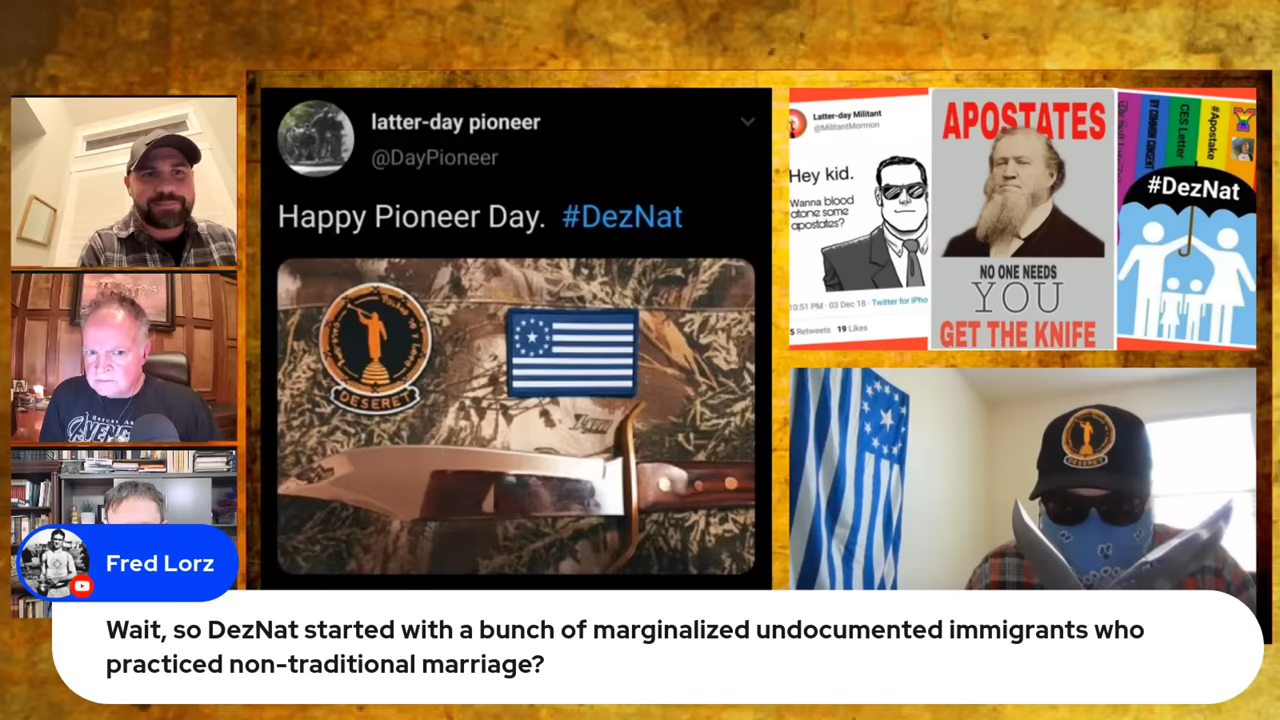 latter-day pioneer
@DayPioneer
Happy Pioneer Day. #DezNat
DESERET
Latter-day Militant
@MilitantMormon
Hey kid.
Wanna blood
atone some
apostates?
10:51 PM · 03 Dec 18 · Twitter for iPho
5 Retweets 19 Likes
APOSTATES
NO ONE NEEDS
YOU
GET THE KNIFE
BY COMMON CONSENT
CES Letter
#Apostake
#DezNat
DESERET
Fred Lorz
Wait, so DezNat started with a bunch of marginalized undocumented immigrants who
practiced non-traditional marriage?